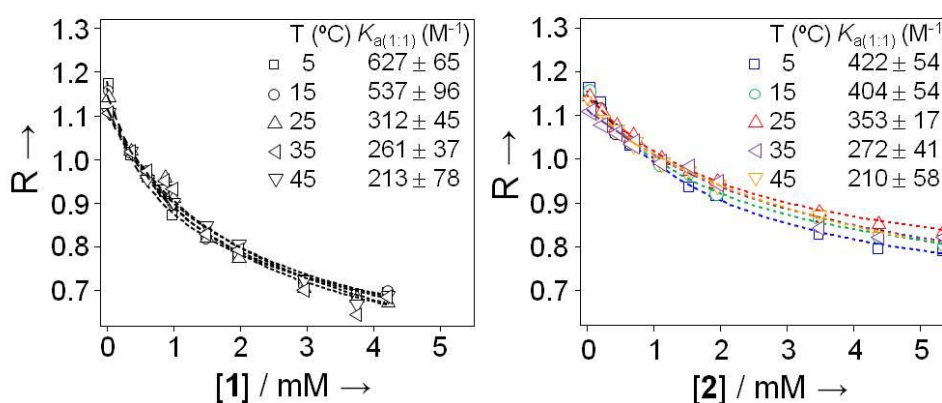 T (ºC) Ka(1:1) (M-1)
5 627 ± 65
15 537 ± 96
25 312 ± 45
35 261 ± 37
45 213 ± 78
1.3
1.2
1.1
1.0
0.9
0.8
0.7
R →
0 1 2 3 4 5
[1] / mM →
T (ºC) Ka(1:1) (M-1)
5 422 ± 54
15 404 ± 54
25 353 ± 17
35 272 ± 41
45 210 ± 58
1.3
1.2
1.1
1.0
0.9
0.8
0.7
R →
0 1 2 3 4 5
[2] / mM →